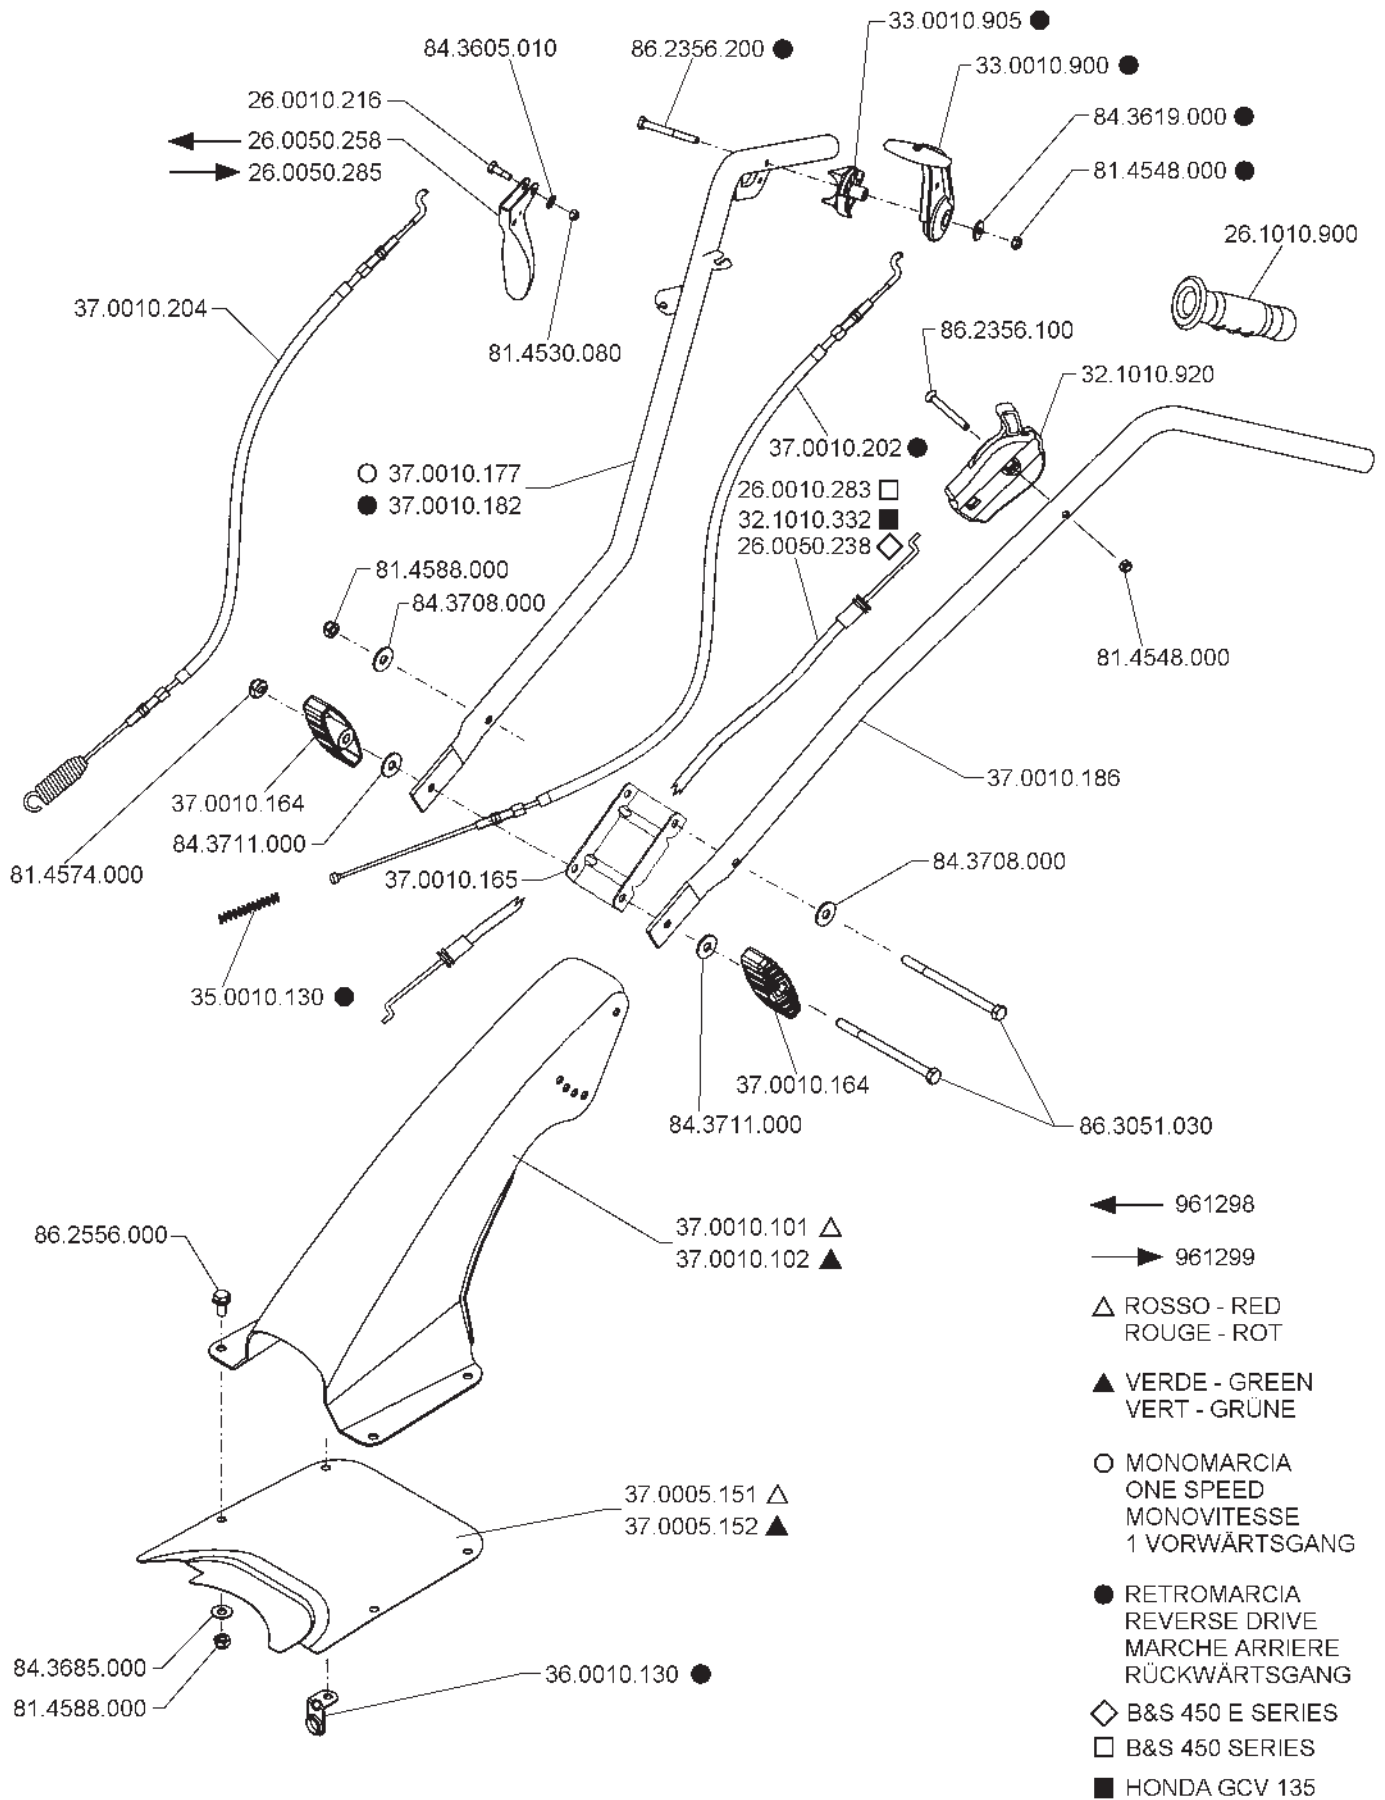 33.0010.905 ●
84.3605.010
86.2356.200 ●
33.0010.900 ●
26.0010.216
84.3619.000 ●
26.0050.258
26.0050.285
81.4548.000 ●
26.1010.900
37.0010.204
86.2356.100
81.4530.080
32.1010.920
37.0010.202 ●
○ 37.0010.177
● 37.0010.182
26.0010.283 □
32.1010.332 ■
26.0050.238 ◇
81.4588.000
84.3708.000
81.4548.000
37.0010.186
37.0010.164
84.3711.000
81.4574.000
37.0010.165
84.3708.000
35.0010.130 ●
37.0010.164
84.3711.000
86.3051.030
86.2556.000
37.0010.101 △
37.0010.102 ▲
37.0005.151 △
37.0005.152 ▲
84.3685.000
81.4588.000
36.0010.130 ●
← 961298
→ 961299
△ ROSSO - RED
ROUGE - ROT
▲ VERDE - GREEN
VERT - GRÜNE
○ MONOMARCIA
ONE SPEED
MONOVITESSE
1 VORWÄRTSGANG
● RETROMARCIA
REVERSE DRIVE
MARCHE ARRIERE
RÜCKWÄRTSGANG
◇ B&S 450 E SERIES
□ B&S 450 SERIES
■ HONDA GCV 135